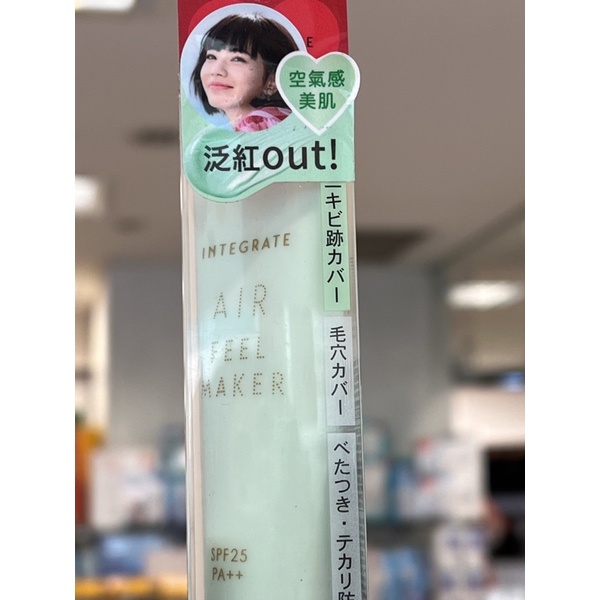 E
空氣感
美肌
泛紅out!
INTEGRATE
AIR
FEEL
MAKER
SPF25
PA++
ニキビ跡カバー
毛穴カバー
べたつき・テカリ防